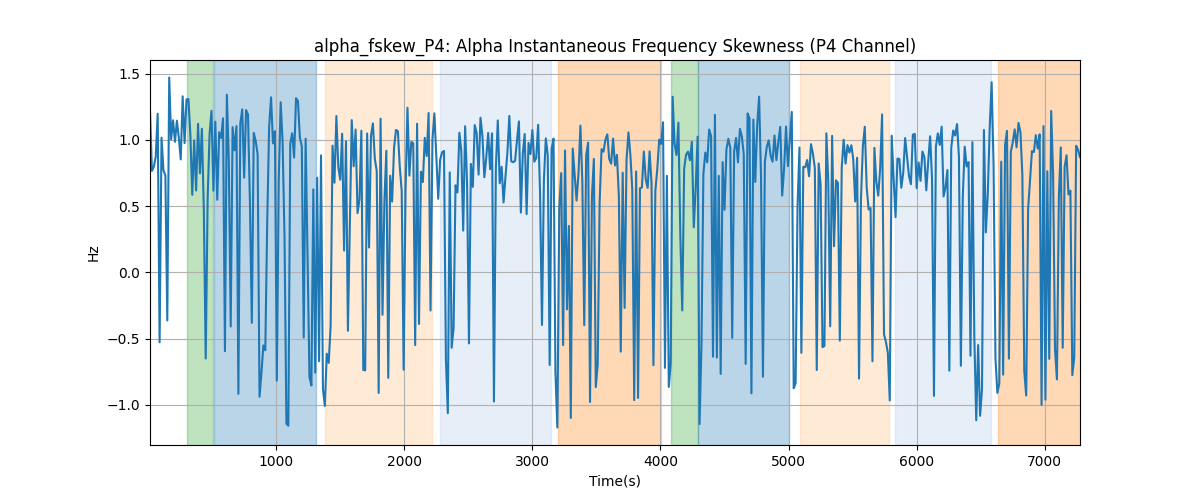 alpha_fskew_P4: Alpha Instantaneous Frequency Skewness (P4 Channel)
1.5
1.0
0.5
0.0
−0.5
−1.0
Hz
1000 2000 3000 4000 5000 6000 7000
Time(s)